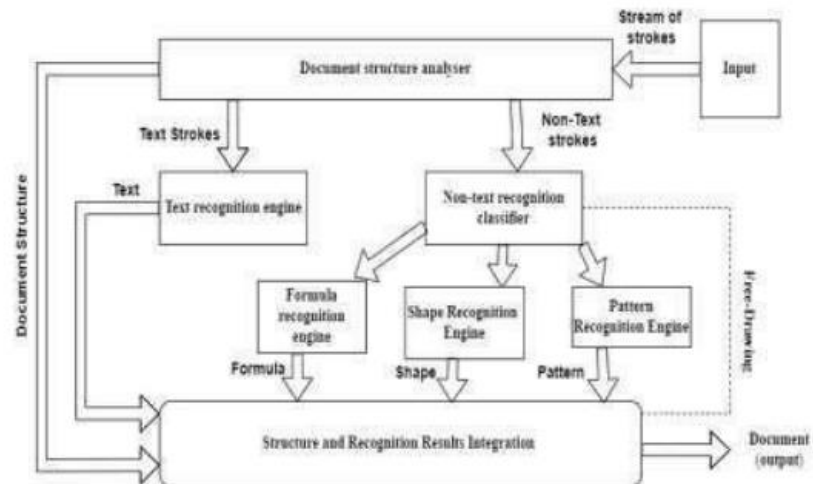 Stream of
strokes
Document structure analyser
Input
Text Strokes
Non-Text
strokes
Text
Text recognition engine
Non-text recognition
classifier
Document Structure
Free-Drawing
Formula
recognition
engine
Shape Recognition
Engine
Pattern
Recognition Engine
Formula
Shape
Pattern
Structure and Recognition Results Integration
Document
(output)